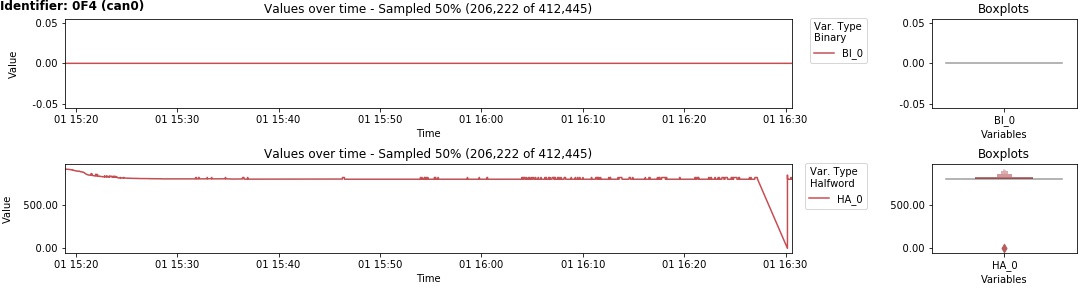 Identifier: 0F4 (can0)
Values over time - Sampled 50% (206,222 of 412,445)
Value
0.05
0.00
-0.05
01 15:20
01 15:30
01 15:40
01 15:50
01 16:00
01 16:10
01 16:20
01 16:30
Time
Var. Type
Binary
BI_0
Boxplots
0.05
0.00
-0.05
BI_0
Variables
Values over time - Sampled 50% (206,222 of 412,445)
Value
500.00
0.00
01 15:20
01 15:30
01 15:40
01 15:50
01 16:00
01 16:10
01 16:20
01 16:30
Time
Var. Type
Halfword
HA_0
Boxplots
500.00
0.00
HA_0
Variables